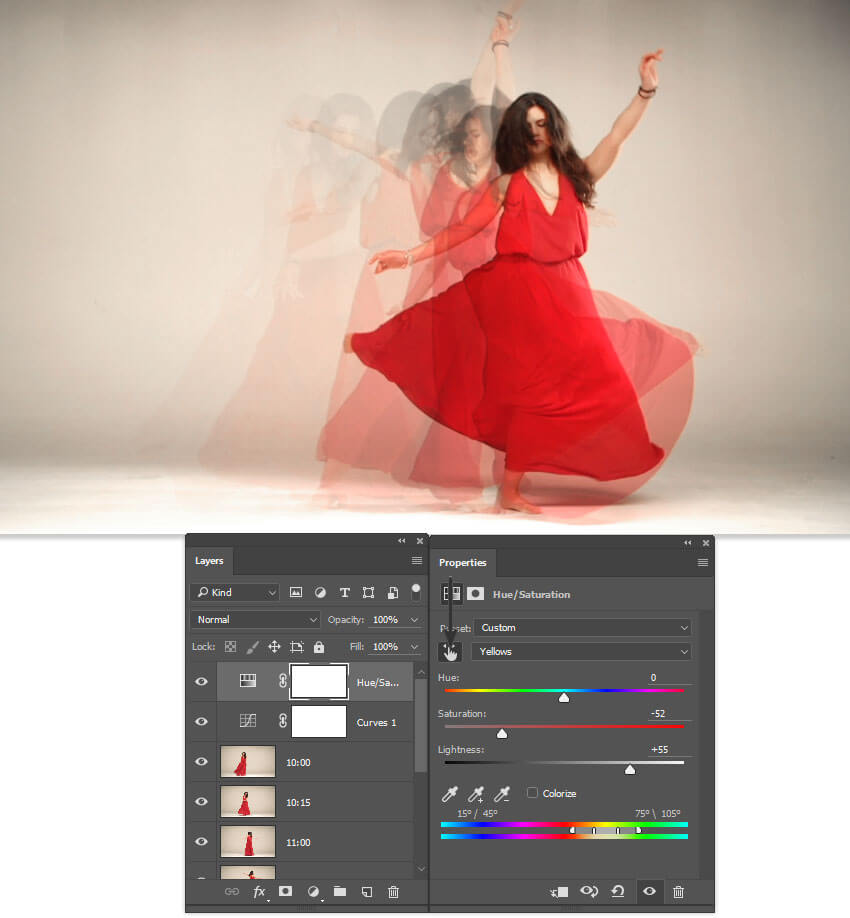 Layers
Kind
Normal
Opacity: 100%
Lock:
Fill: 100%
Hue/Sa...
Curves 1
10:00
10:15
11:00
fx
Properties
Hue/Saturation
Custom
Yellows
Hue: 0
Saturation: -52
Lightness: +55
Colorize
15° / 45°
75° \ 105°